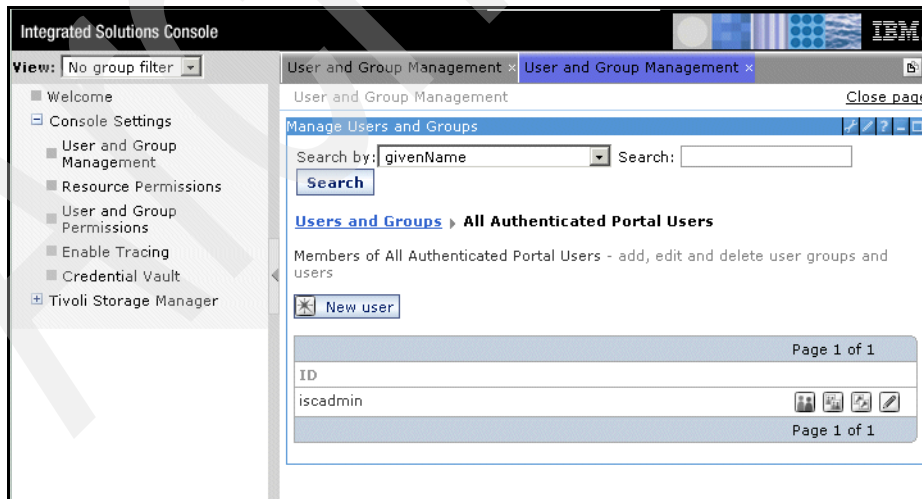 Integrated Solutions Console
IBM
View: No group filter
User and Group Management × User and Group Management ×
Welcome
Console Settings
User and Group
Management
Resource Permissions
User and Group
Permissions
Enable Tracing
Credential Vault
Tivoli Storage Manager
User and Group Management
Close page
Manage Users and Groups
?
Search by: givenName Search:
Search
Users and Groups All Authenticated Portal Users
Members of All Authenticated Portal Users - add, edit and delete user groups and
users
New user
Page 1 of 1
ID
iscadmin
Page 1 of 1